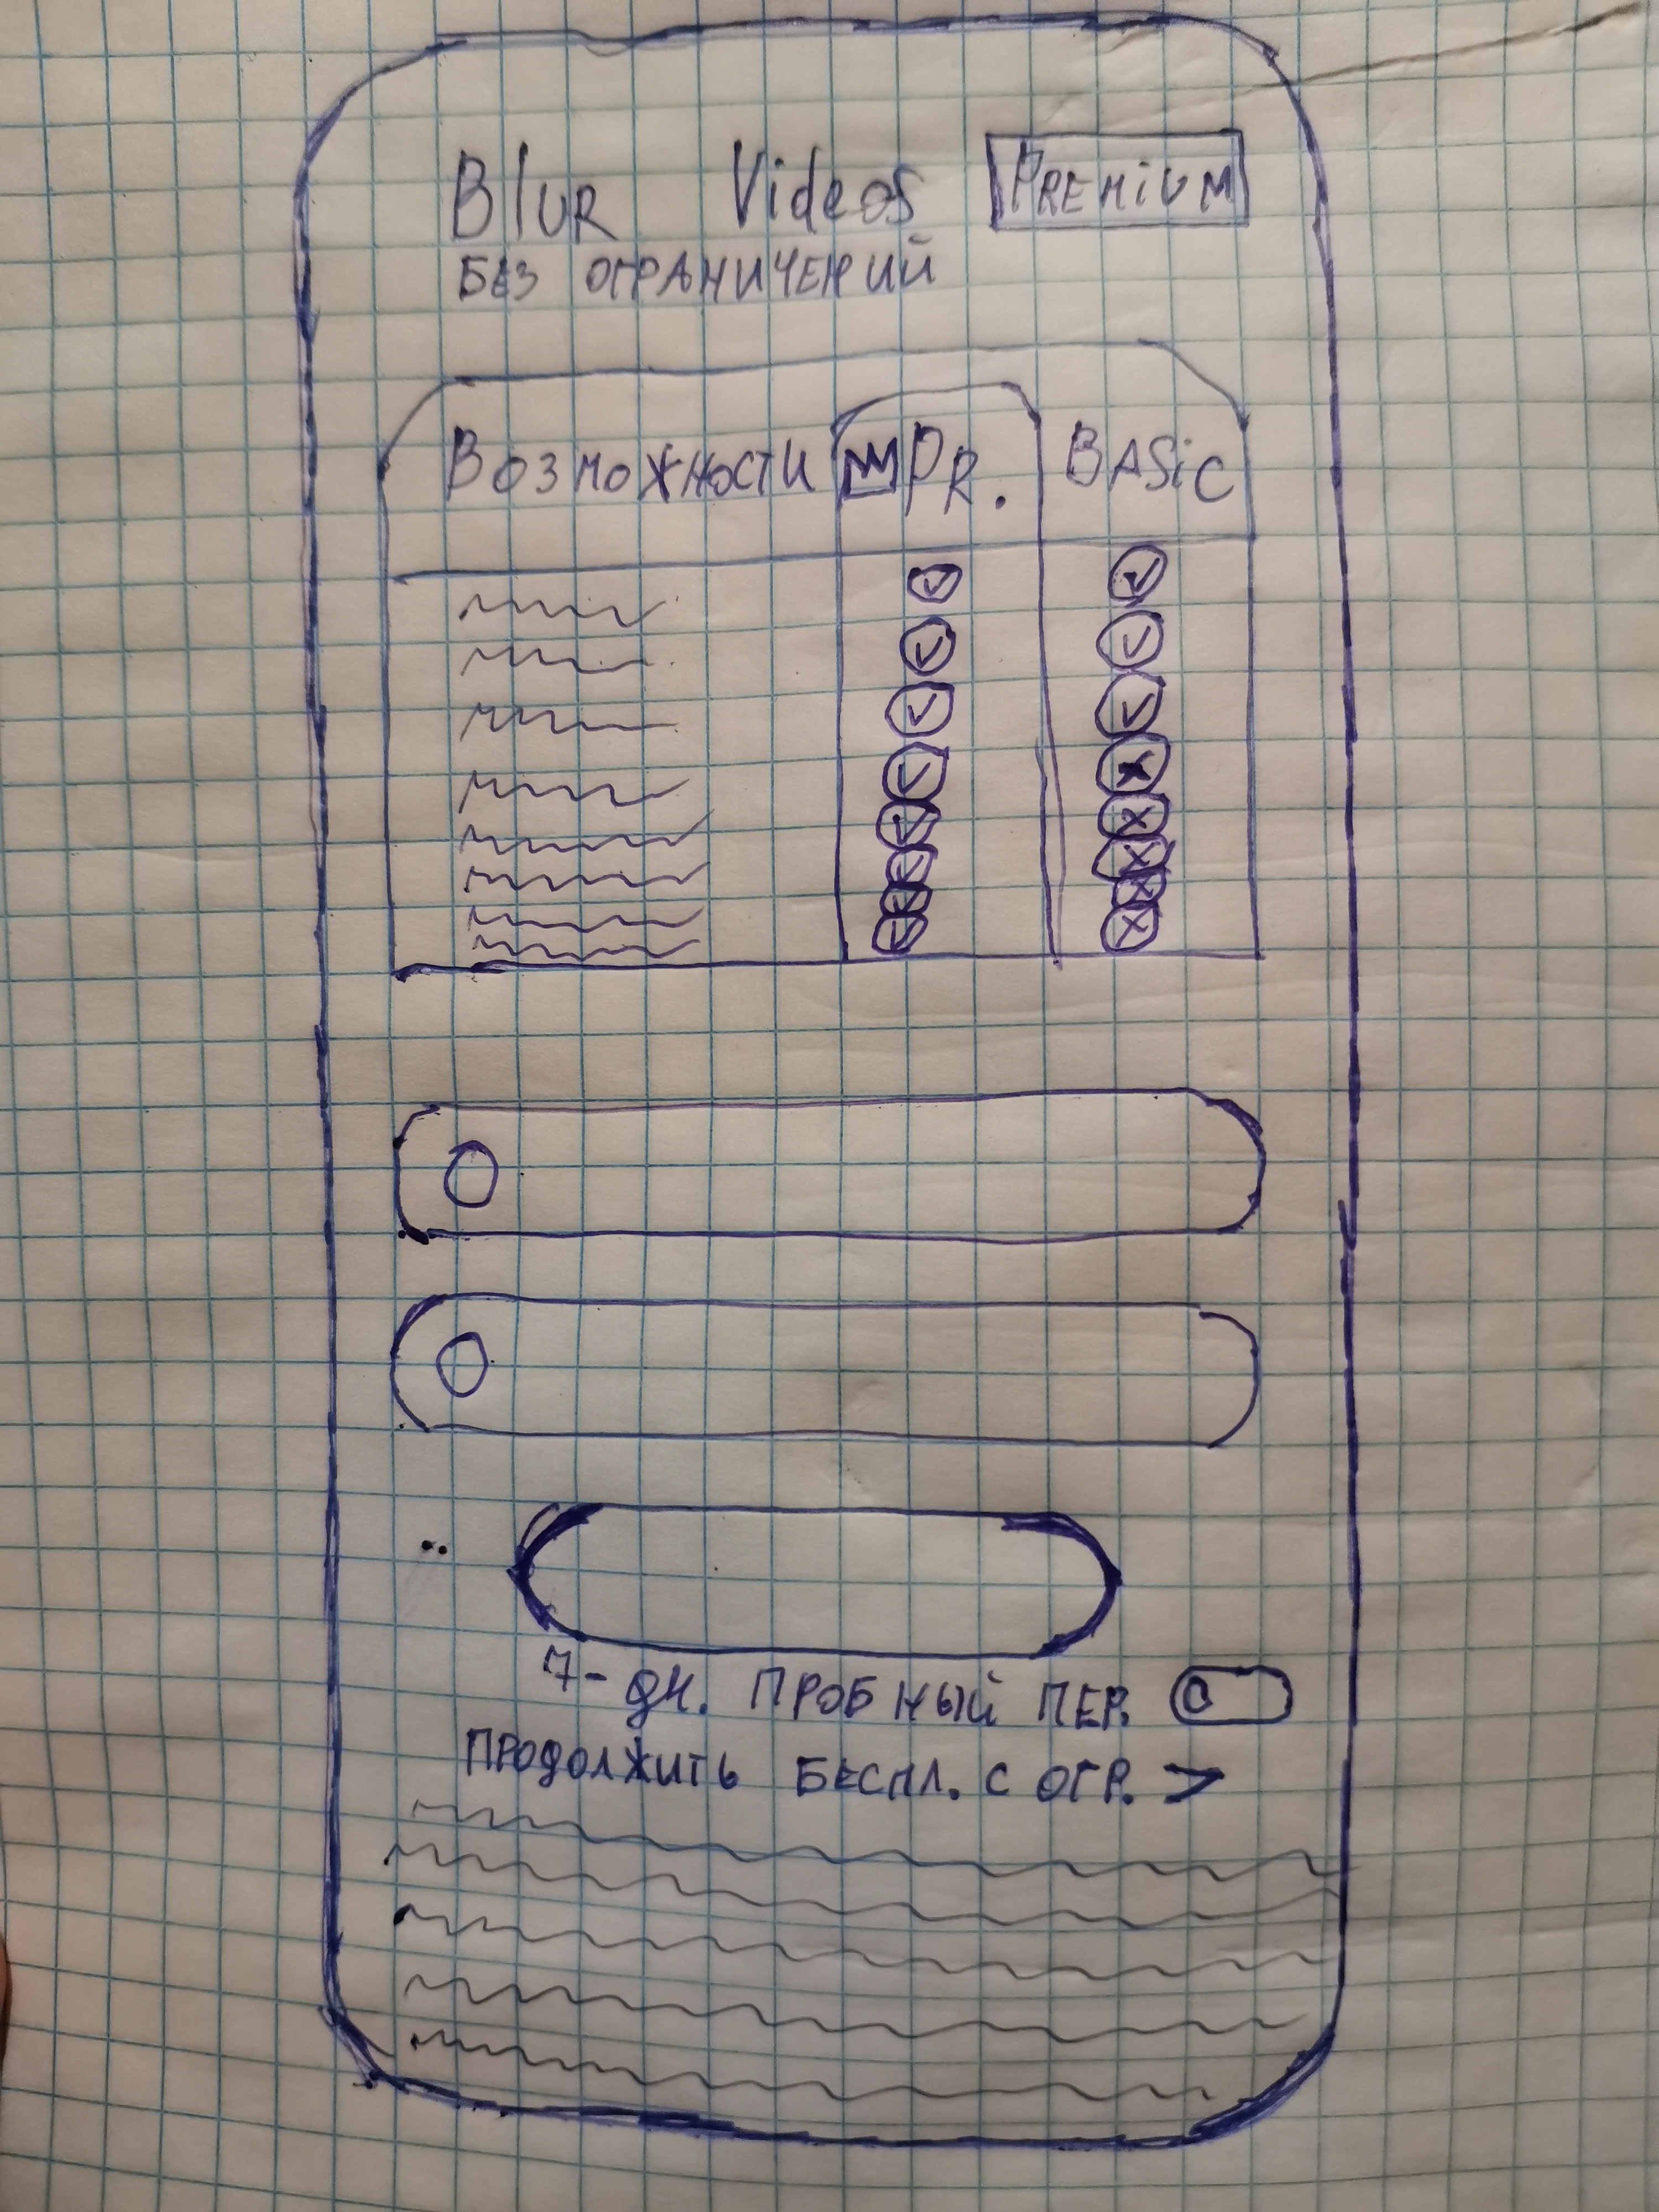 Blur Videos PREMiUM
БЕЗ ОГРАНИЧЕНИЙ
Возможности PR. BASiC
7-дн. ПРОБНЫЙ ПЕР.
ПРОДОЛЖИТЬ БЕСПЛ. С ОГР. >